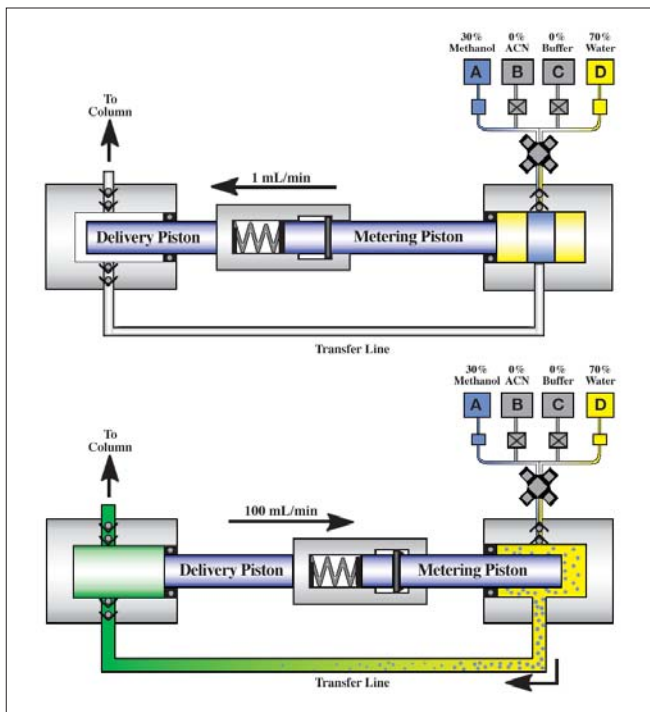 30% 0% 0% 70%
Methanol ACN Buffer Water
A B C D
To
Column
1 mL/min
Delivery Piston Metering Piston
Transfer Line
30% 0% 0% 70%
Methanol ACN Buffer Water
A B C D
To
Column
100 mL/min
Delivery Piston Metering Piston
Transfer Line